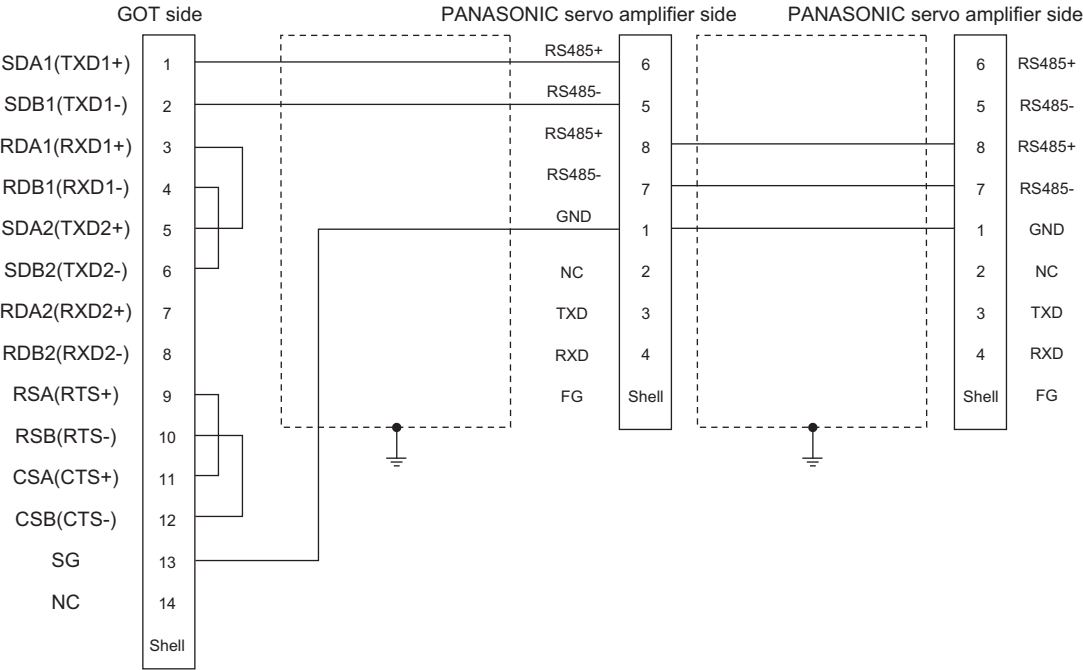 GOT side PANASONIC servo amplifier side PANASONIC servo amplifier side
SDA1(TXD1+) 1 RS485+ 6 6 RS485+
SDB1(TXD1-) 2 RS485- 5 5 RS485-
RDA1(RXD1+) 3 RS485+ 8 8 RS485+
RDB1(RXD1-) 4 RS485- 7 7 RS485-
SDA2(TXD2+) 5 GND 1 1 GND
SDB2(TXD2-) 6 NC 2 2 NC
RDA2(RXD2+) 7 TXD 3 3 TXD
RDB2(RXD2-) 8 RXD 4 4 RXD
RSA(RTS+) 9 FG Shell Shell FG
RSB(RTS-) 10
CSA(CTS+) 11
CSB(CTS-) 12
SG 13
NC 14
Shell